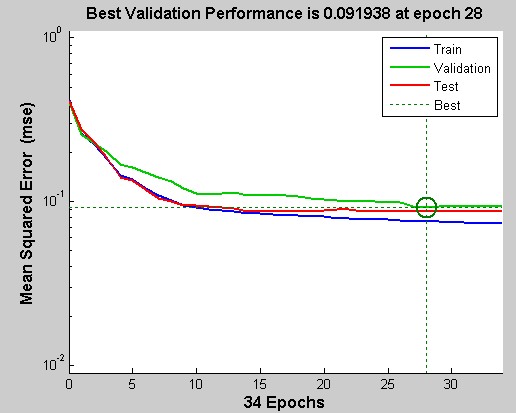 Best Validation Performance is 0.091938 at epoch 28
Mean Squared Error (mse)
10^0
10^-1
10^-2
Train
Validation
Test
Best
0 5 10 15 20 25 30
34 Epochs